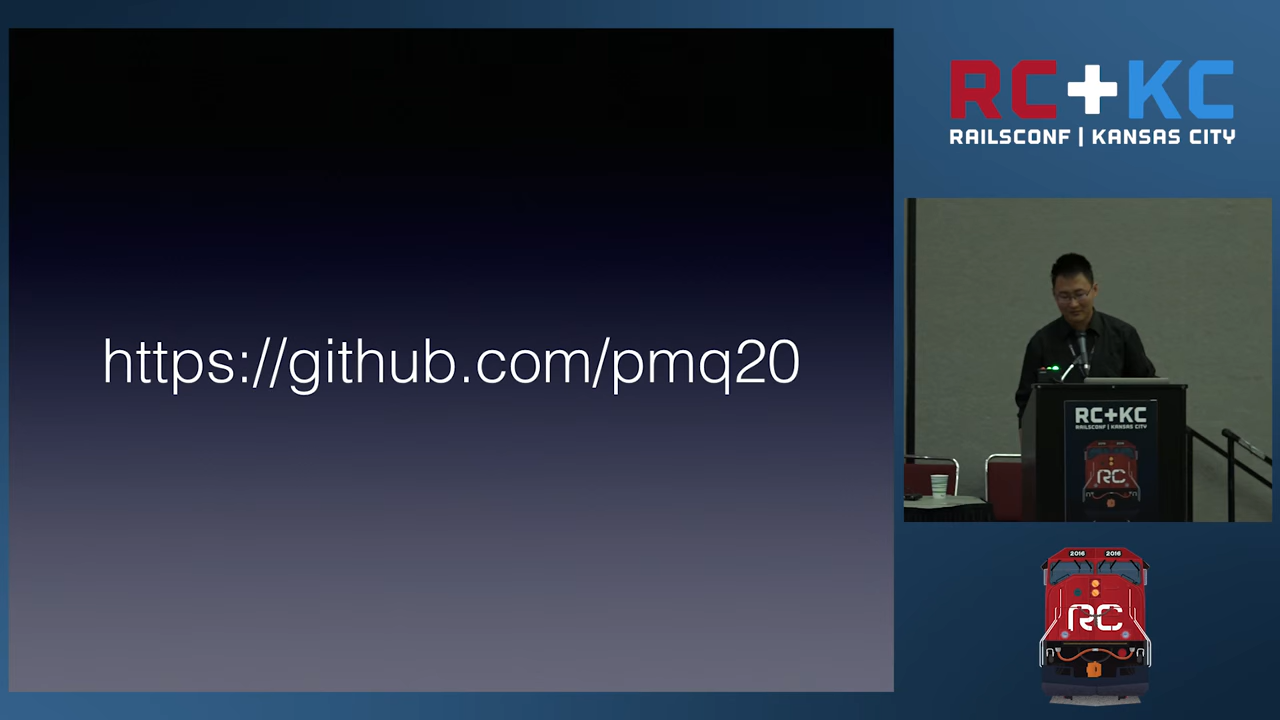 https://github.com/pmq20
RC+KC
RAILSCONF | KANSAS CITY
RC+KC
RAILSCONF | KANSAS CITY
RC
2016 2016
RC